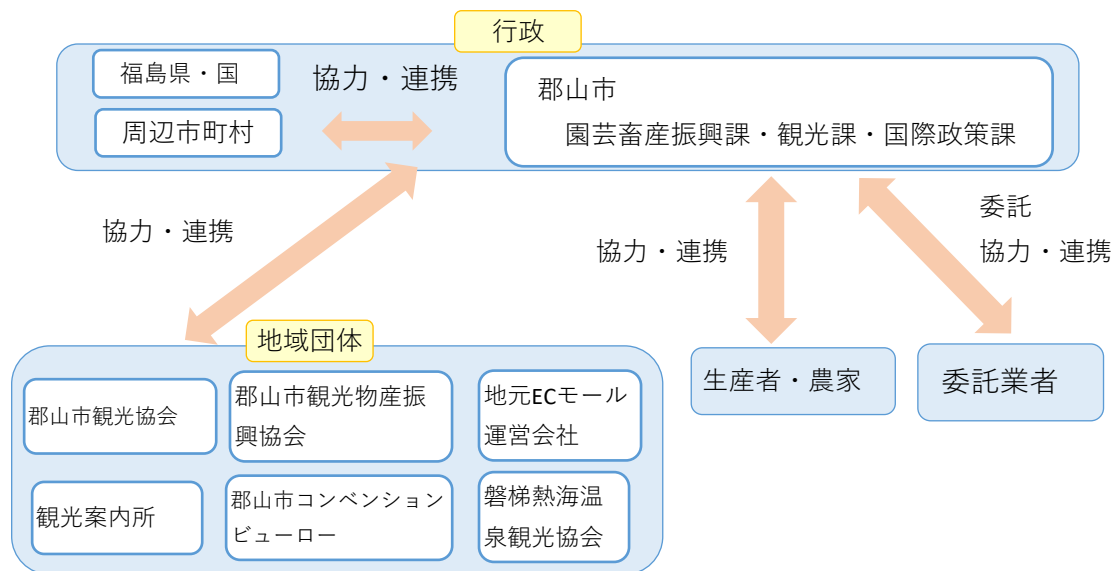 行政
福島県・国
周辺市町村
協力・連携
郡山市
園芸畜産振興課・観光課・国際政策課
協力・連携
協力・連携
委託
協力・連携
地域団体
郡山市観光協会
郡山市観光物産振
興協会
地元ECモール
運営会社
観光案内所
郡山市コンベンション
ビューロー
磐梯熱海温
泉観光協会
生産者・農家
委託業者